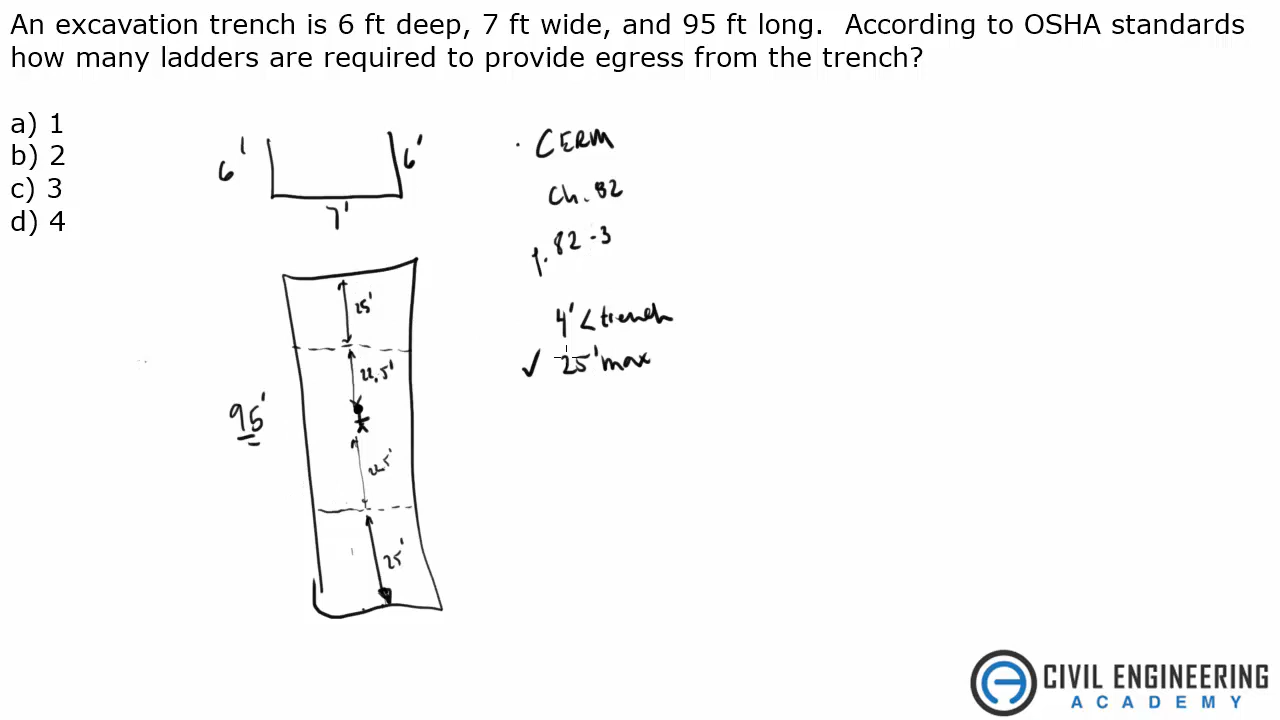 An excavation trench is 6 ft deep, 7 ft wide, and 95 ft long. According to OSHA standards
how many ladders are required to provide egress from the trench?
a) 1
b) 2
c) 3
d) 4
6'
6'
7'
· CERM
Ch. 82
p. 82-3
4' < trench
✓ 25' max
95'
25'
22.5'
22.5'
25'
CIVIL ENGINEERING
ACADEMY